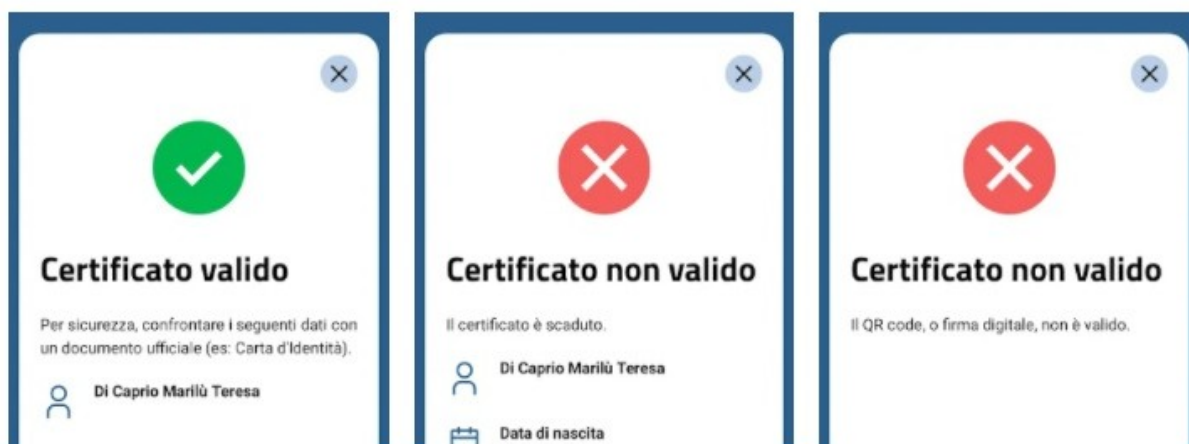 Certificato valido
Per sicurezza, confrontare i seguenti dati con
un documento ufficiale (es: Carta d'Identità).
Di Caprio Marilù Teresa
Certificato non valido
Il certificato è scaduto.
Di Caprio Marilù Teresa
Data di nascita
Certificato non valido
Il QR code, o firma digitale, non è valido.